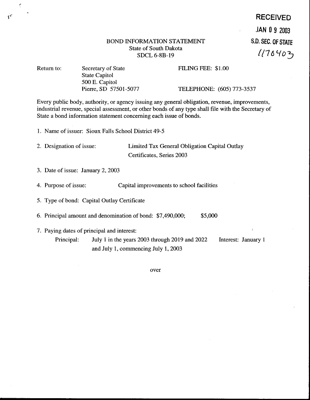 RECEIVED
JAN 09 2003
S.D. SEC. OF STATE
1176403
BOND INFORMATION STATEMENT
State of South Dakota
SDCL 6-8B-19
Return to: Secretary of State FILING FEE: $1.00
State Capitol
500 E. Capitol
Pierre, SD 57501-5077 TELEPHONE: (605) 773-3537
Every public body, authority, or agency issuing any general obligation, revenue, improvements,
industrial revenue, special assessment, or other bonds of any type shall file with the Secretary of
State a bond information statement concerning each issue of bonds.
1. Name of issuer: Sioux Falls School District 49-5
2. Designation of issue: Limited Tax General Obligation Capital Outlay
Certificates, Series 2003
3. Date of issue: January 2, 2003
4. Purpose of issue: Capital improvements to school facilities
5. Type of bond: Capital Outlay Certificate
6. Principal amount and denomination of bond: $7,490,000; $5,000
7. Paying dates of principal and interest:
Principal: July 1 in the years 2003 through 2019 and 2022 Interest: January 1
and July 1, commencing July 1, 2003
over